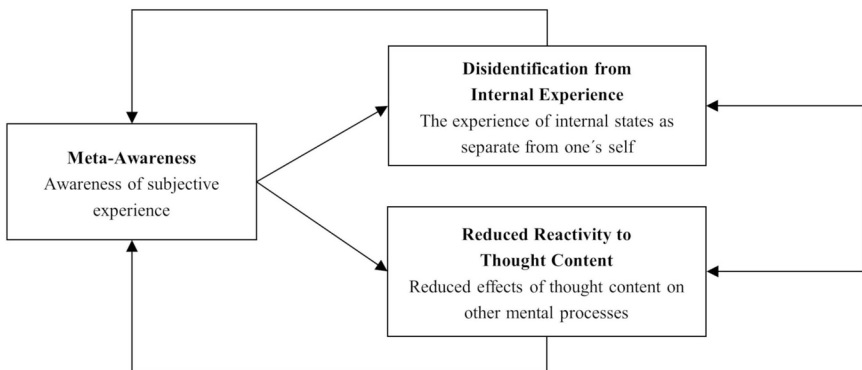 Disidentification from
Internal Experience
The experience of internal states as
separate from one´s self
Meta-Awareness
Awareness of subjective
experience
Reduced Reactivity to
Thought Content
Reduced effects of thought content on
other mental processes